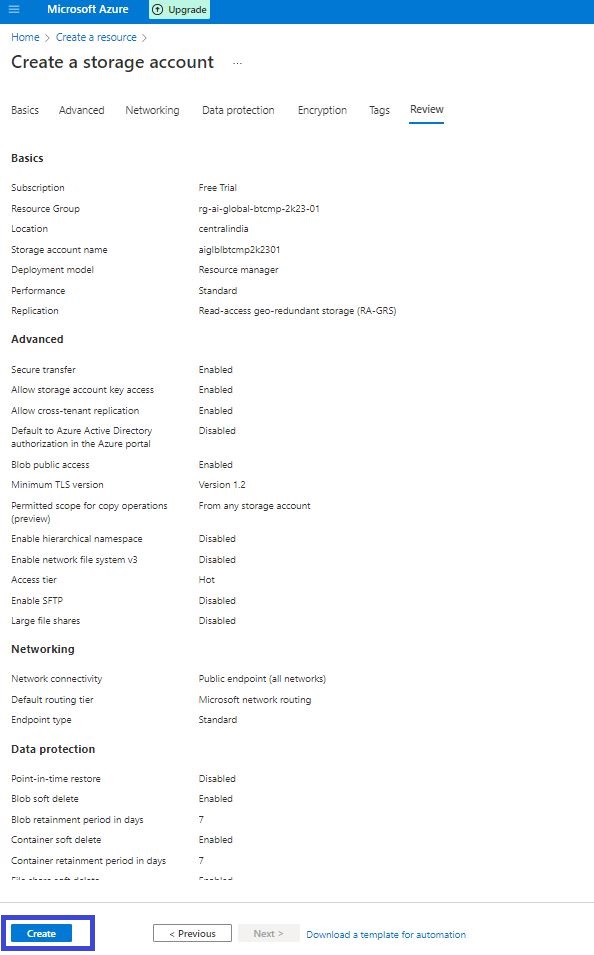 Microsoft Azure
Upgrade
Home > Create a resource >
Create a storage account ...
Basics Advanced Networking Data protection Encryption Tags Review
Basics
Subscription Free Trial
Resource Group rg-ai-global-btcmp-2k23-01
Location centralindia
Storage account name aiglblbtcmp2k2301
Deployment model Resource manager
Performance Standard
Replication Read-access geo-redundant storage (RA-GRS)
Advanced
Secure transfer Enabled
Allow storage account key access Enabled
Allow cross-tenant replication Enabled
Default to Azure Active Directory Disabled
authorization in the Azure portal
Blob public access Enabled
Minimum TLS version Version 1.2
Permitted scope for copy operations From any storage account
(preview)
Enable hierarchical namespace Disabled
Enable network file system v3 Disabled
Access tier Hot
Enable SFTP Disabled
Large file shares Disabled
Networking
Network connectivity Public endpoint (all networks)
Default routing tier Microsoft network routing
Endpoint type Standard
Data protection
Point-in-time restore Disabled
Blob soft delete Enabled
Blob retainment period in days 7
Container soft delete Enabled
Container retainment period in days 7
File share soft delete Enabled
Create < Previous Next > Download a template for automation